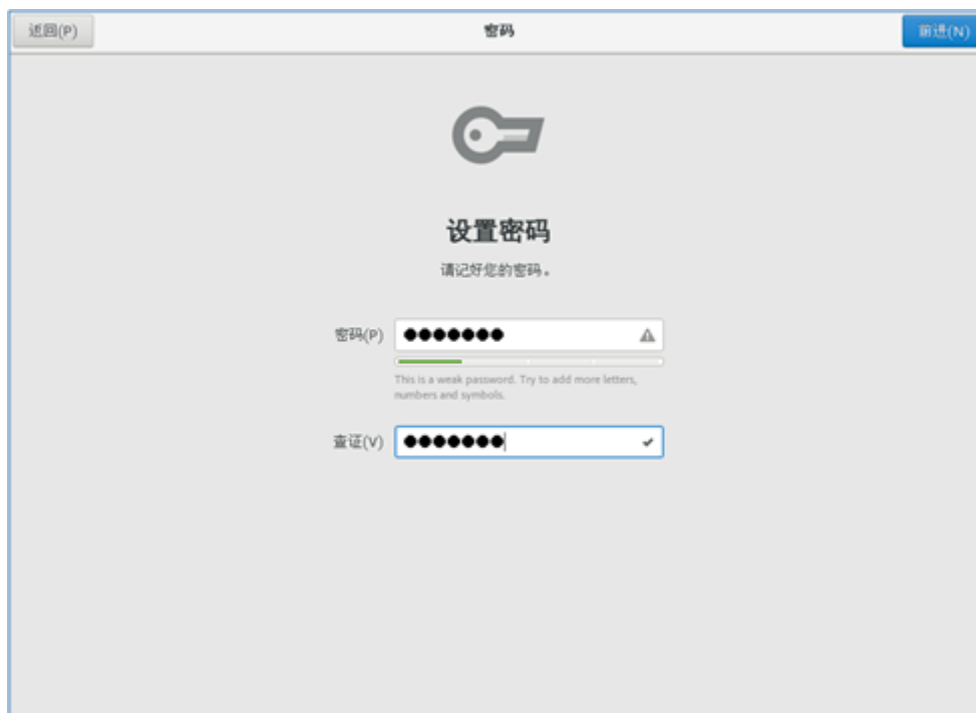 返回(P)
密码
前进(N)
设置密码
请记好您的密码。
密码(P)
This is a weak password. Try to add more letters,
numbers and symbols.
查证(V)